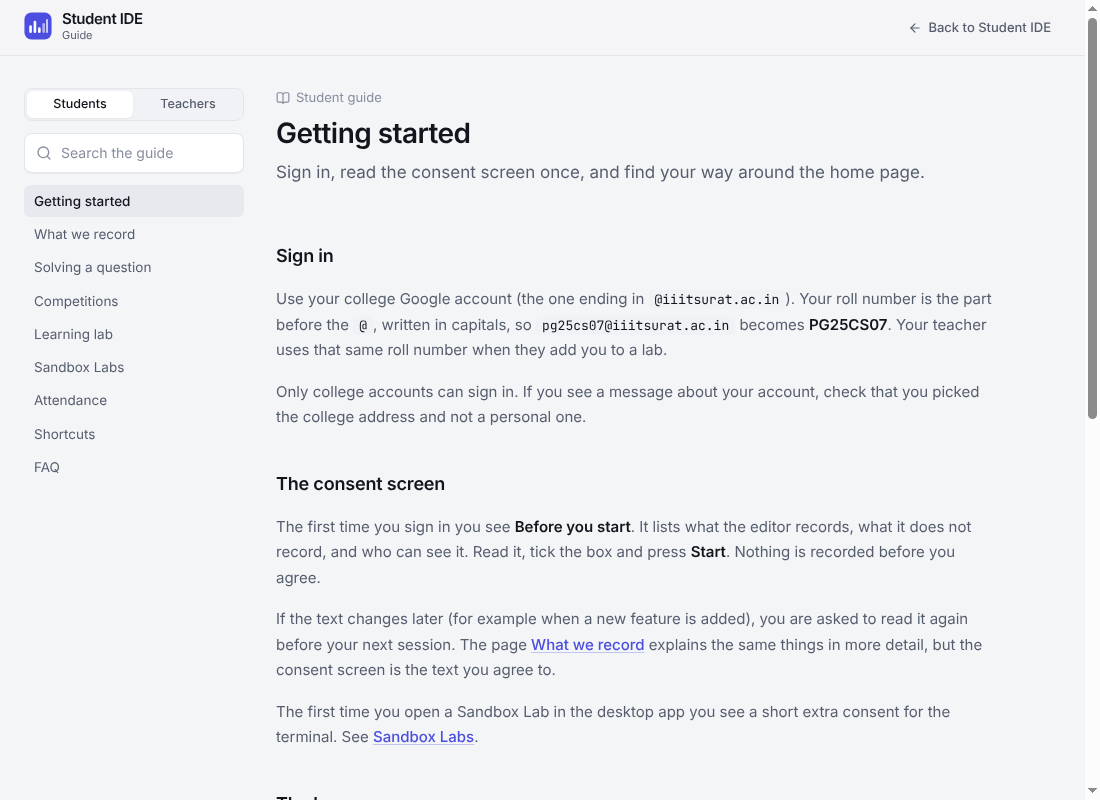 Student IDE
Guide
Back to Student IDE
Students
Teachers
Search the guide
Getting started
What we record
Solving a question
Competitions
Learning lab
Sandbox Labs
Attendance
Shortcuts
FAQ
Student guide
Getting started
Sign in, read the consent screen once, and find your way around the home page.
Sign in
Use your college Google account (the one ending in @iiitsurat.ac.in ). Your roll number is the part
before the @ , written in capitals, so pg25cs07@iiitsurat.ac.in becomes PG25CS07. Your teacher
uses that same roll number when they add you to a lab.
Only college accounts can sign in. If you see a message about your account, check that you picked
the college address and not a personal one.
The consent screen
The first time you sign in you see Before you start. It lists what the editor records, what it does not
record, and who can see it. Read it, tick the box and press Start. Nothing is recorded before you
agree.
If the text changes later (for example when a new feature is added), you are asked to read it again
before your next session. The page What we record explains the same things in more detail, but the
consent screen is the text you agree to.
The first time you open a Sandbox Lab in the desktop app you see a short extra consent for the
terminal. See Sandbox Labs.